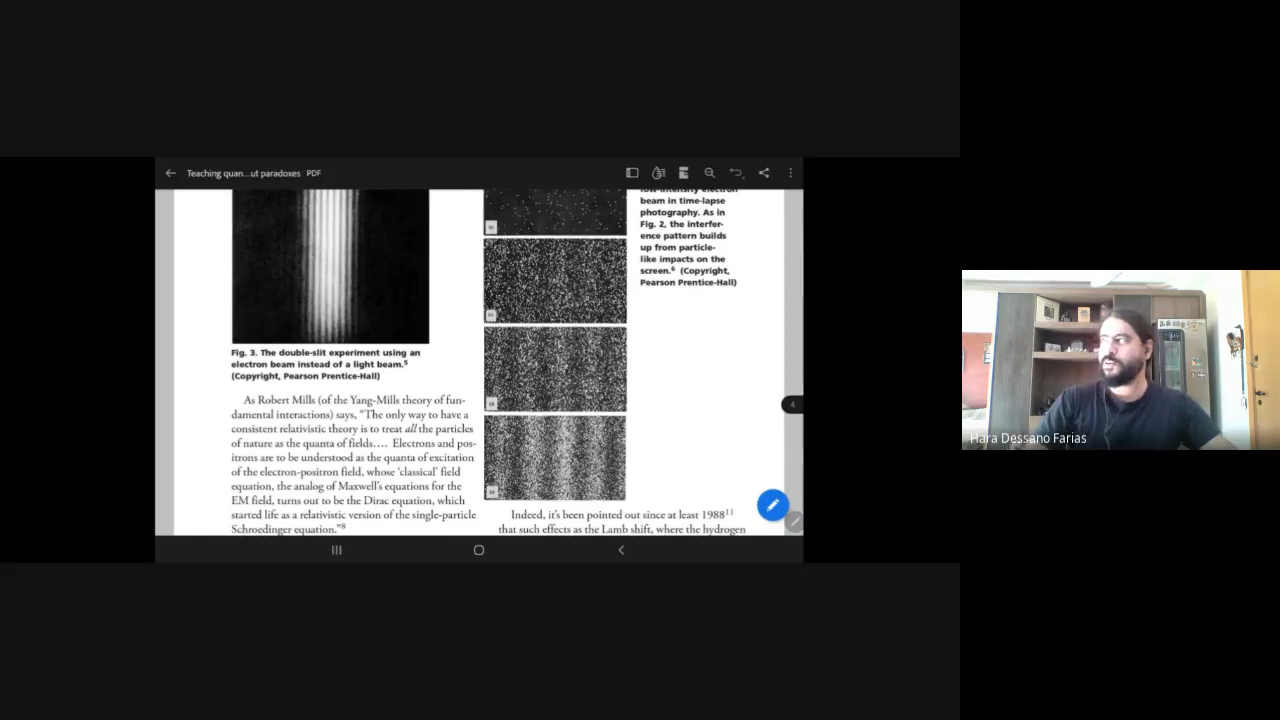 Teaching quan...ut paradoxes PDF
low-intensity electron
beam in time-lapse
photography. As in
Fig. 2, the interfer-
ence pattern builds
up from particle-
like impacts on the
screen.6 (Copyright,
Pearson Prentice-Hall)
Fig. 3. The double-slit experiment using an
electron beam instead of a light beam.5
(Copyright, Pearson Prentice-Hall)
As Robert Mills (of the Yang-Mills theory of fun-
damental interactions) says, “The only way to have a
consistent relativistic theory is to treat all the particles
of nature as the quanta of fields…. Electrons and pos-
itrons are to be understood as the quanta of excitation
of the electron-positron field, whose ‘classical’ field
equation, the analog of Maxwell’s equations for the
EM field, turns out to be the Dirac equation, which
started life as a relativistic version of the single-particle
Schroedinger equation.”8
Indeed, it’s been pointed out since at least 198811
that such effects as the Lamb shift, where the hydrogen
4
Hara Dessano Farias